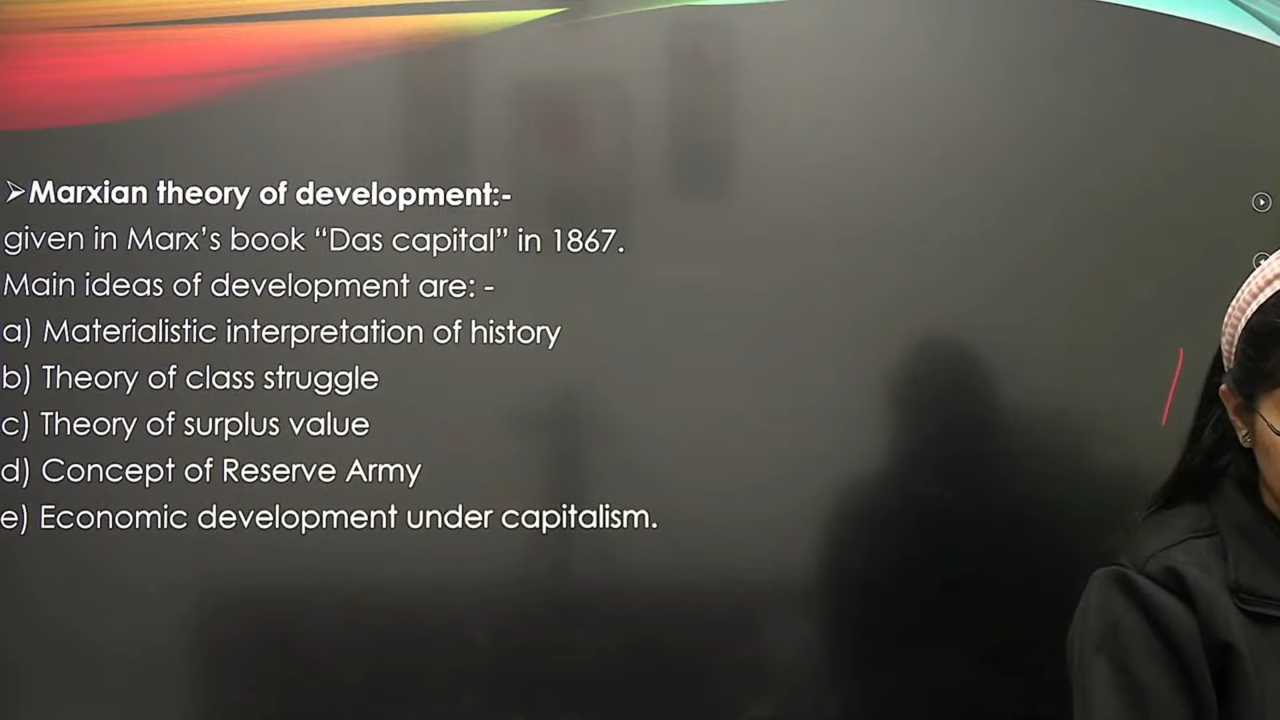 ➢Marxian theory of development:-
given in Marx’s book “Das capital” in 1867.
Main ideas of development are: -
a) Materialistic interpretation of history
b) Theory of class struggle
c) Theory of surplus value
d) Concept of Reserve Army
e) Economic development under capitalism.